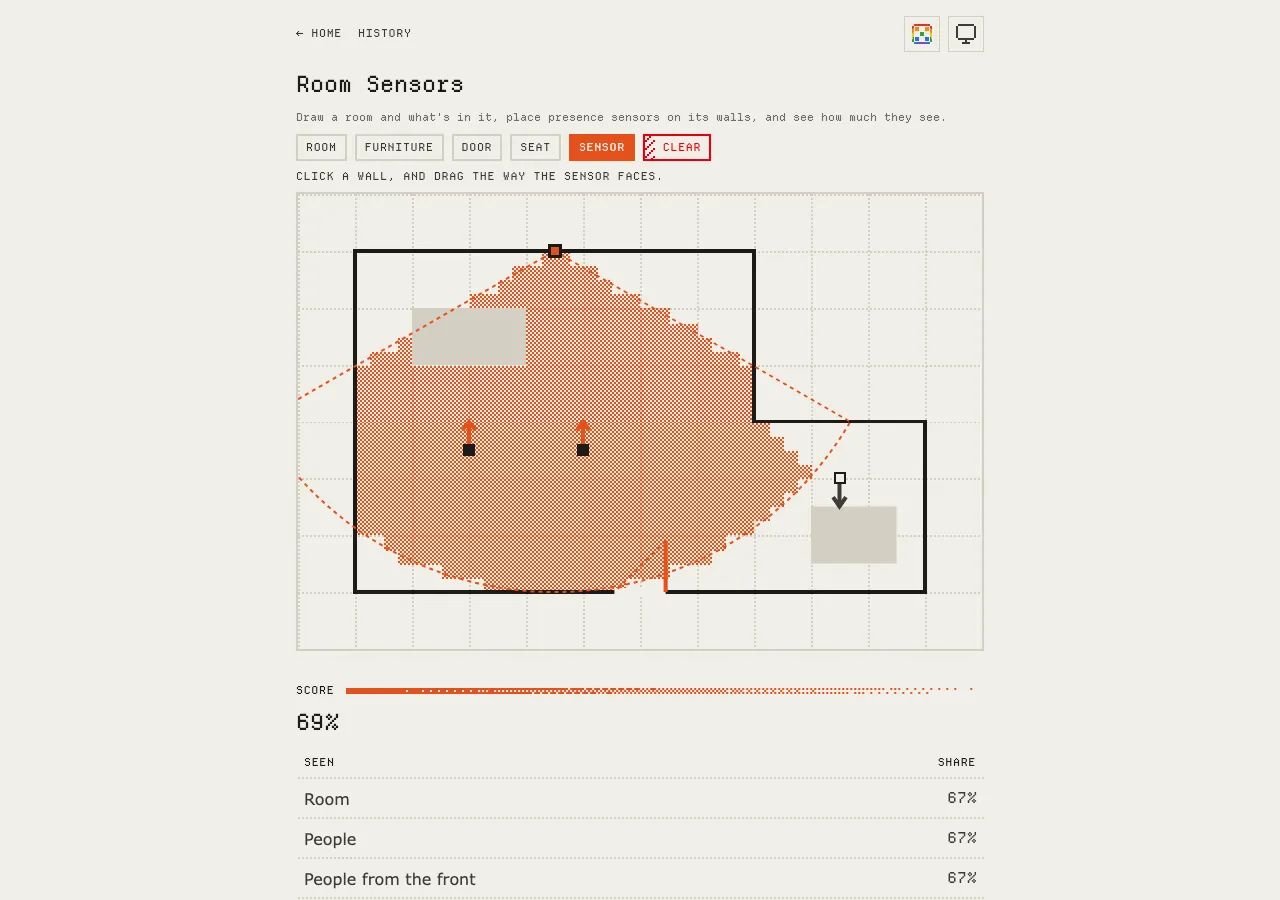 ← HOME HISTORY
Room Sensors
Draw a room and what's in it, place presence sensors on its walls, and see how much they see.
ROOM FURNITURE DOOR SEAT SENSOR CLEAR
CLICK A WALL, AND DRAG THE WAY THE SENSOR FACES.
SCORE
69%
SEEN SHARE
Room 67%
People 67%
People from the front 67%